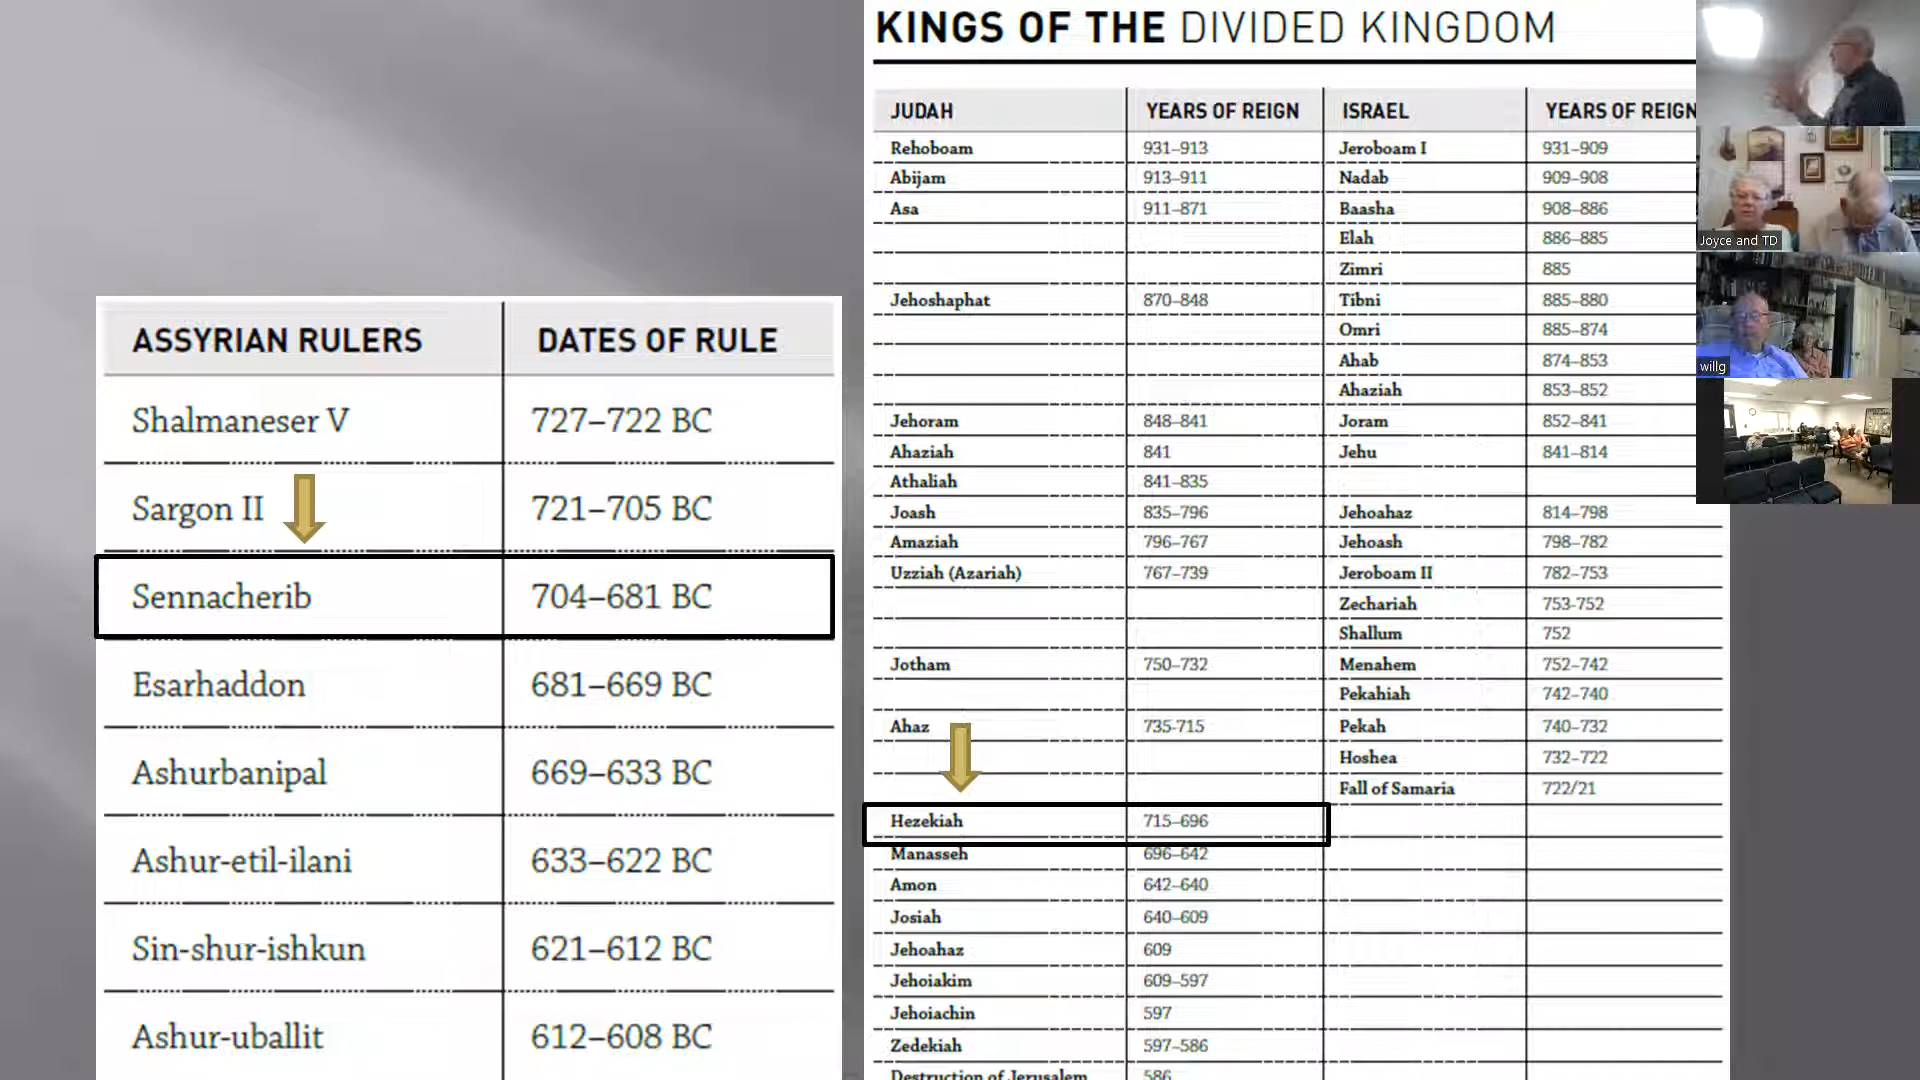 KINGS OF THE DIVIDED KINGDOM
JUDAH YEARS OF REIGN ISRAEL YEARS OF REIGN
Rehoboam 931–913 Jeroboam I 931–909
Abijam 913–911 Nadab 909–908
Asa 911–871 Baasha 908–886
Elah 886–885
Zimri 885
Jehoshaphat 870–848 Tibni 885–880
Omri 885–874
Ahab 874–853
Ahaziah 853–852
Jehoram 848–841 Joram 852–841
Ahaziah 841 Jehu 841–814
Athaliah 841–835
Joash 835–796 Jehoahaz 814–798
Amaziah 796–767 Jehoash 798–782
Uzziah (Azariah) 767–739 Jeroboam II 782–753
Zechariah 753-752
Shallum 752
Jotham 750–732 Menahem 752–742
Pekahiah 742–740
Ahaz 735-715 Pekah 740–732
Hoshea 732–722
Fall of Samaria 722/21
Hezekiah 715–696
Manasseh 696–642
Amon 642–640
Josiah 640–609
Jehoahaz 609
Jehoiakim 609–597
Jehoiachin 597
Zedekiah 597–586
Destruction of Jerusalem 586
ASSYRIAN RULERS DATES OF RULE
Shalmaneser V 727–722 BC
Sargon II 721–705 BC
Sennacherib 704–681 BC
Esarhaddon 681–669 BC
Ashurbanipal 669–633 BC
Ashur-etil-ilani 633–622 BC
Sin-shur-ishkun 621–612 BC
Ashur-uballit 612–608 BC
Joyce and TD
willg